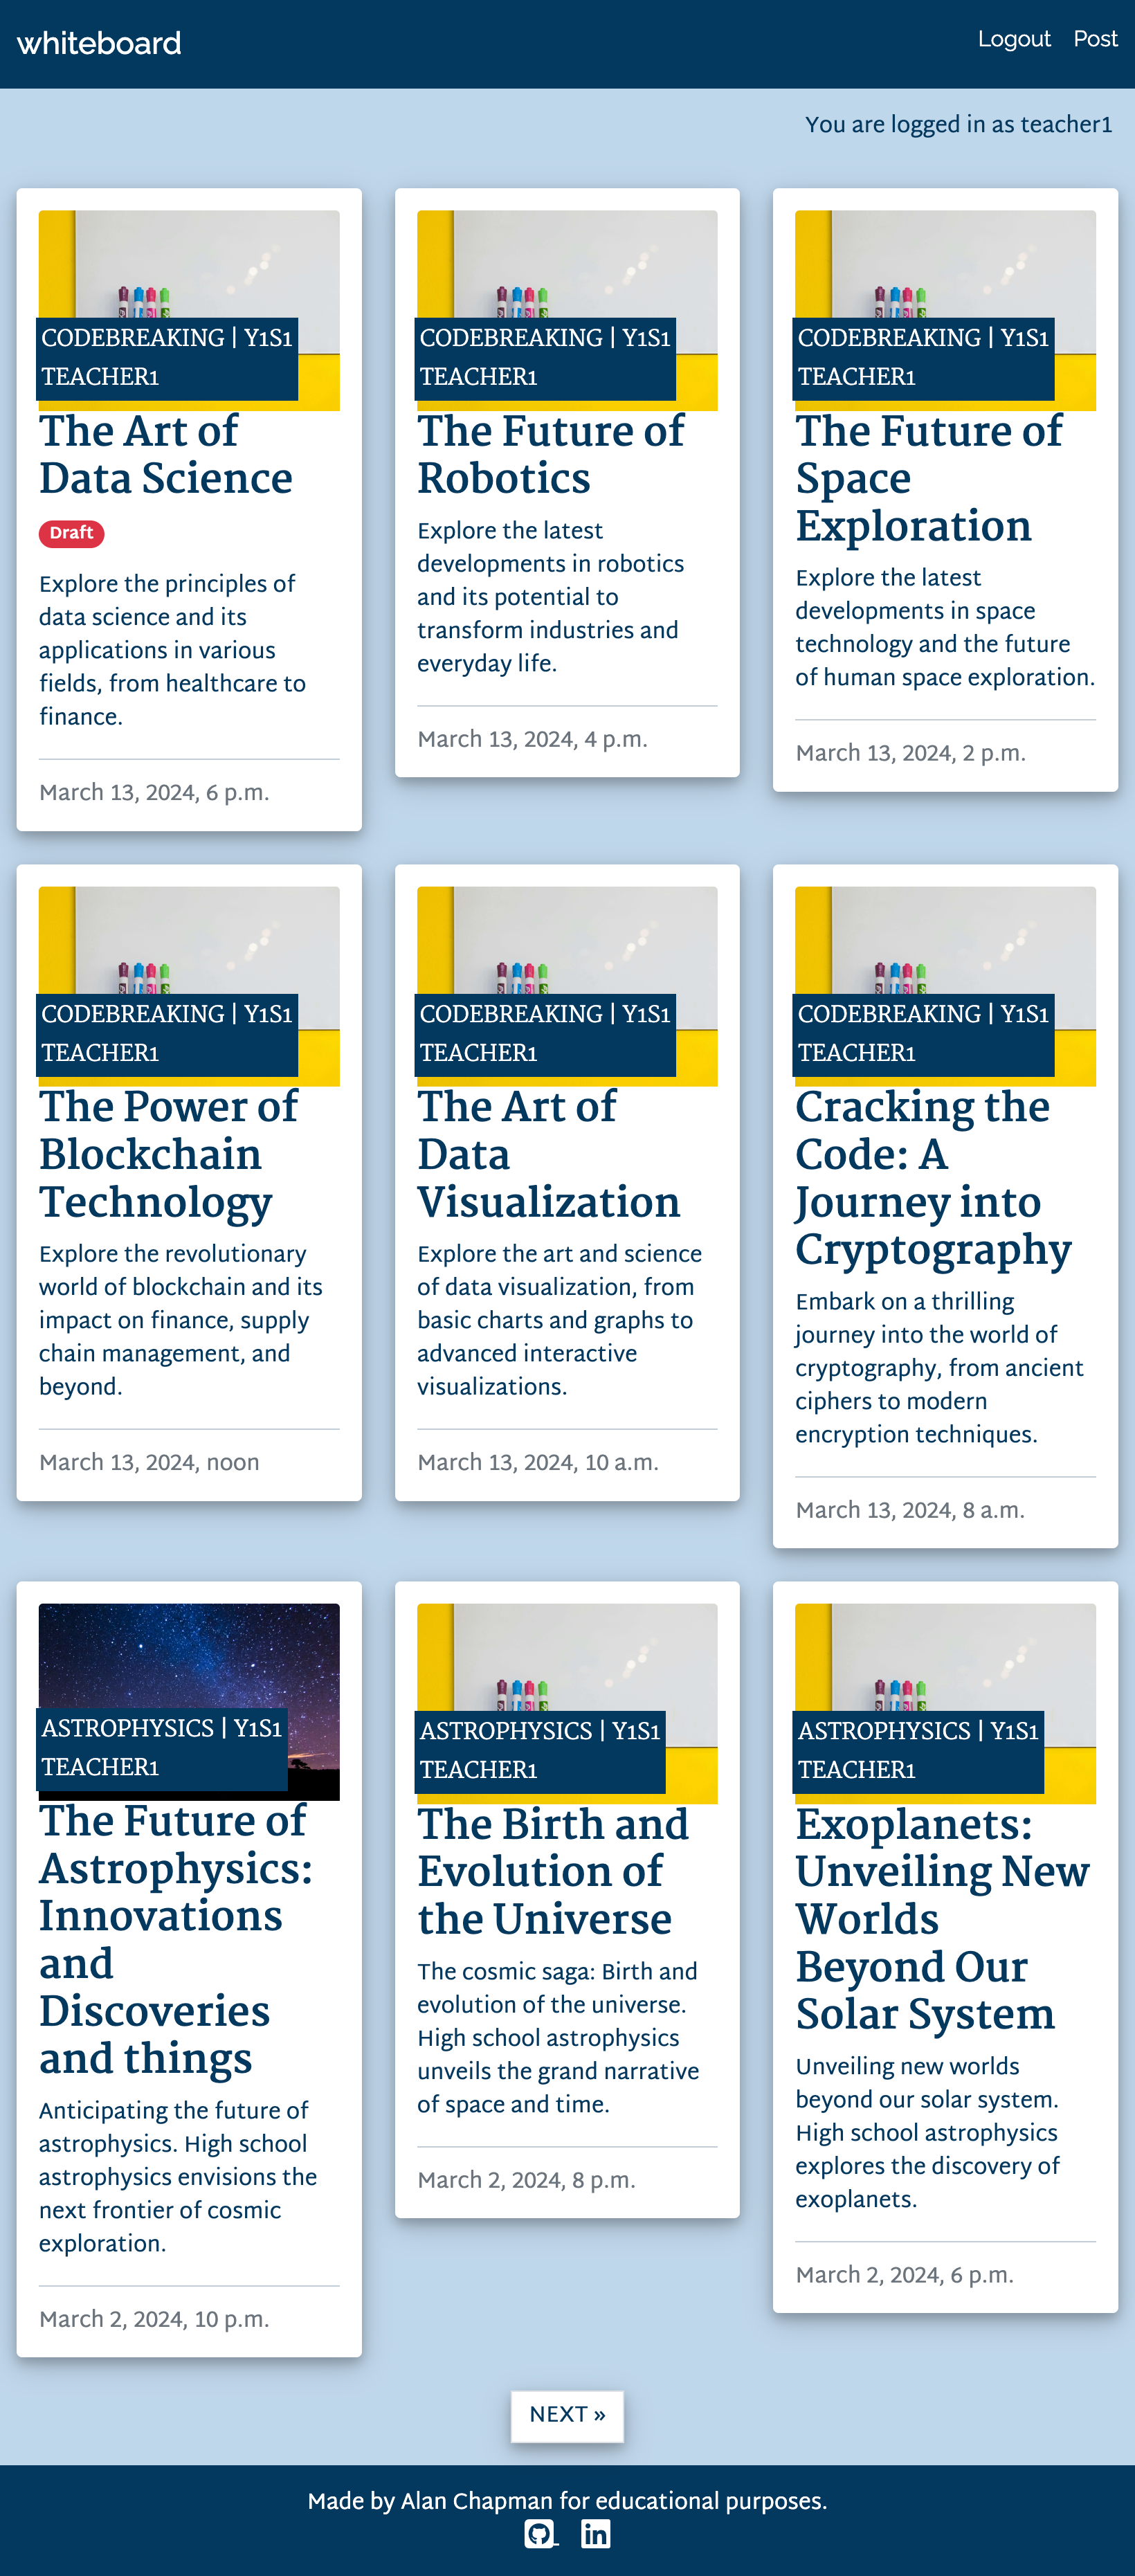 whiteboard
Logout Post
You are logged in as teacher1
CODEBREAKING | Y1S1
TEACHER1
The Art of
Data Science
Draft
Explore the principles of
data science and its
applications in various
fields, from healthcare to
finance.
March 13, 2024, 6 p.m.
CODEBREAKING | Y1S1
TEACHER1
The Future of
Robotics
Explore the latest
developments in robotics
and its potential to
transform industries and
everyday life.
March 13, 2024, 4 p.m.
CODEBREAKING | Y1S1
TEACHER1
The Future of
Space
Exploration
Explore the latest
developments in space
technology and the future
of human space exploration.
March 13, 2024, 2 p.m.
CODEBREAKING | Y1S1
TEACHER1
The Power of
Blockchain
Technology
Explore the revolutionary
world of blockchain and its
impact on finance, supply
chain management, and
beyond.
March 13, 2024, noon
CODEBREAKING | Y1S1
TEACHER1
The Art of
Data
Visualization
Explore the art and science
of data visualization, from
basic charts and graphs to
advanced interactive
visualizations.
March 13, 2024, 10 a.m.
CODEBREAKING | Y1S1
TEACHER1
Cracking the
Code: A
Journey into
Cryptography
Embark on a thrilling
journey into the world of
cryptography, from ancient
ciphers to modern
encryption techniques.
March 13, 2024, 8 a.m.
ASTROPHYSICS | Y1S1
TEACHER1
The Future of
Astrophysics:
Innovations
and
Discoveries
and things
Anticipating the future of
astrophysics. High school
astrophysics envisions the
next frontier of cosmic
exploration.
March 2, 2024, 10 p.m.
ASTROPHYSICS | Y1S1
TEACHER1
The Birth and
Evolution of
the Universe
The cosmic saga: Birth and
evolution of the universe.
High school astrophysics
unveils the grand narrative
of space and time.
March 2, 2024, 8 p.m.
ASTROPHYSICS | Y1S1
TEACHER1
Exoplanets:
Unveiling New
Worlds
Beyond Our
Solar System
Unveiling new worlds
beyond our solar system.
High school astrophysics
explores the discovery of
exoplanets.
March 2, 2024, 6 p.m.
NEXT »
Made by Alan Chapman for educational purposes.
in